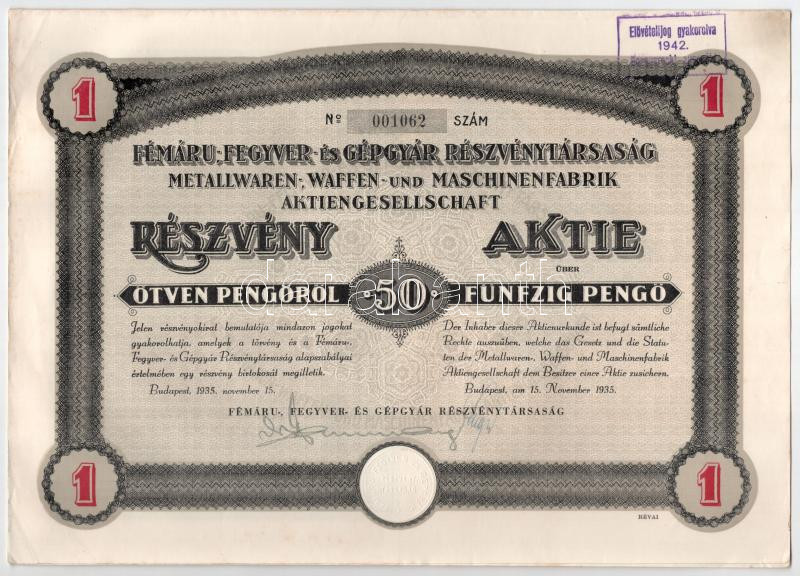 Elővételijog gyakorolva
1942.
1
1
Nº 001062 SZÁM
FÉMÁRU-, FEGYVER- ÉS GÉPGYÁR RÉSZVÉNYTÁRSASÁG
METALLWAREN-, WAFFEN- UND MASCHINENFABRIK
AKTIENGESELLSCHAFT
RÉSZVÉNY
ÖTVEN PENGŐRŐL
50
AKTIE
ÜBER
FÜNFZIG PENGŐ
Jelen részvényokirat bemutatója mindazon jogokat
gyakorolhatja, amelyek a törvény és a Fémáru-,
Fegyver- és Gépgyár Részvénytársaság alapszabályai
értelmében egy részvény birtokosát megilletik.
Budapest, 1935. november 15.
Der Inhaber dieser Aktienurkunde ist befugt sämtliche
Rechte auszuüben, welche das Gesetz und die Statu-
ten der Metallwaren-, Waffen- und Maschinenfabrik
Aktiengesellschaft dem Besitzer einer Aktie zusichern.
Budapest, am 15. November 1935.
FÉMÁRU-, FEGYVER- ÉS GÉPGYÁR RÉSZVÉNYTÁRSASÁG
1
1
RÉVAI